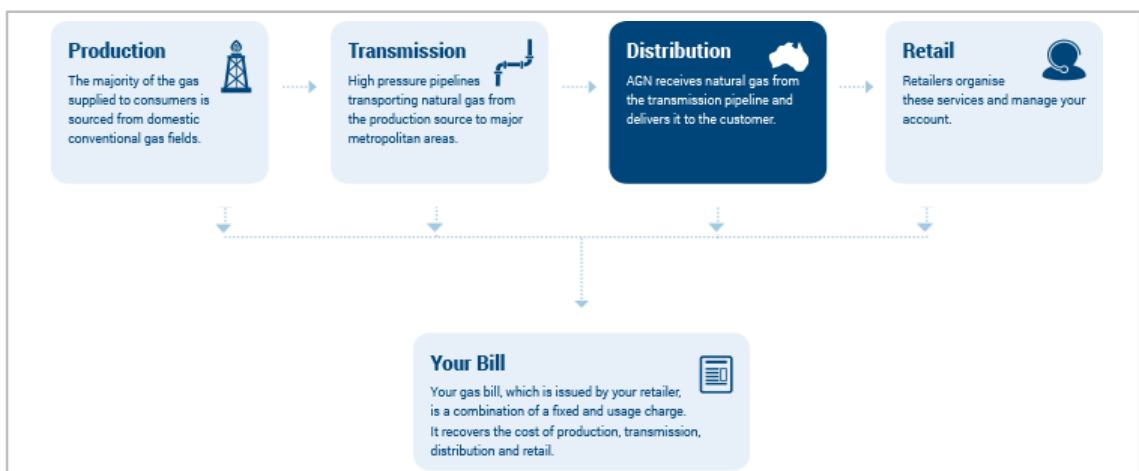 Production
The majority of the gas
supplied to consumers is
sourced from domestic
conventional gas fields.
Transmission
High pressure pipelines
transporting natural gas from
the production source to major
metropolitan areas.
Distribution
AGN receives natural gas from
the transmission pipeline and
delivers it to the customer.
Retail
Retailers organise
these services and manage your
account.
Your Bill
Your gas bill, which is issued by your retailer,
is a combination of a fixed and usage charge.
It recovers the cost of production, transmission,
distribution and retail.